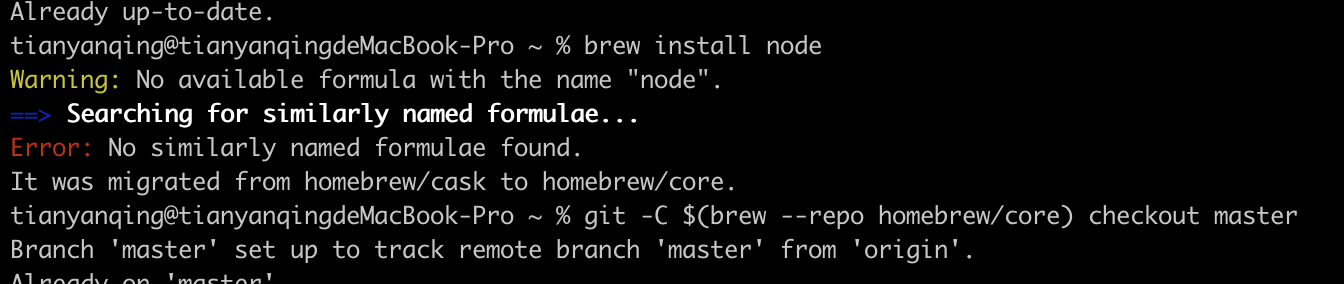 Already up-to-date.
tianyanqing@tianyanqingdeMacBook-Pro ~ % brew install node
Warning: No available formula with the name "node".
==> Searching for similarly named formulae...
Error: No similarly named formulae found.
It was migrated from homebrew/cask to homebrew/core.
tianyanqing@tianyanqingdeMacBook-Pro ~ % git -C $(brew --repo homebrew/core) checkout master
Branch 'master' set up to track remote branch 'master' from 'origin'.
Already on 'master'